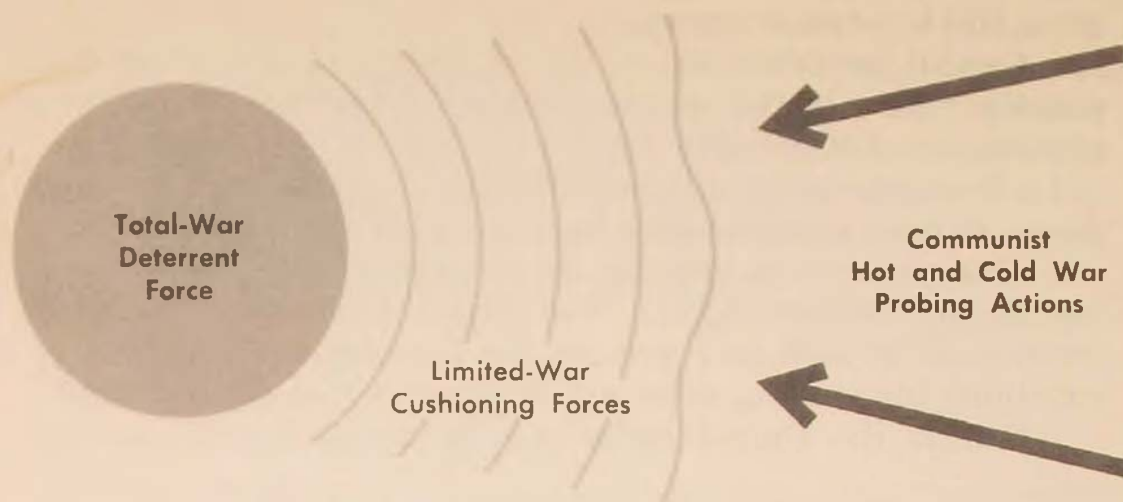 Total-War
Deterrent
Force
Limited-War
Cushioning Forces
Communist
Hot and Cold War
Probing Actions